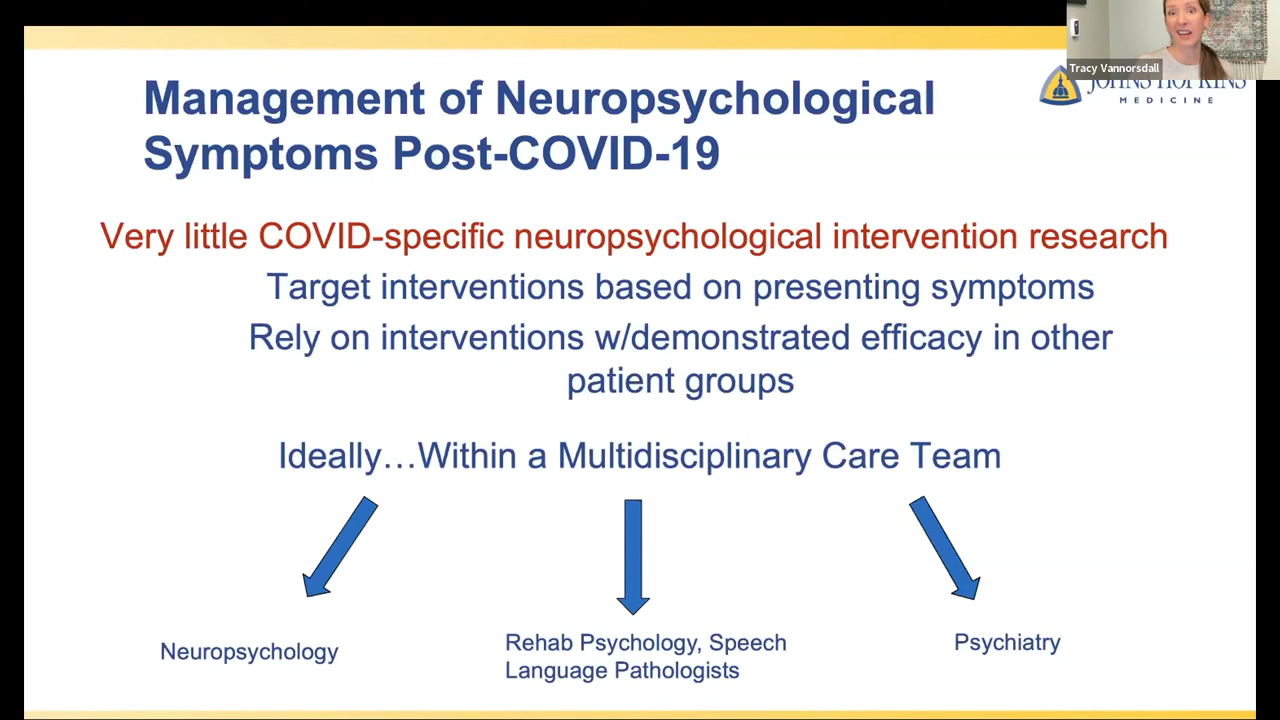 Tracy Vannorsdall
JOHNS HOPKINS
MEDICINE
Management of Neuropsychological
Symptoms Post-COVID-19
Very little COVID-specific neuropsychological intervention research
Target interventions based on presenting symptoms
Rely on interventions w/demonstrated efficacy in other
patient groups
Ideally…Within a Multidisciplinary Care Team
Neuropsychology
Rehab Psychology, Speech
Language Pathologists
Psychiatry